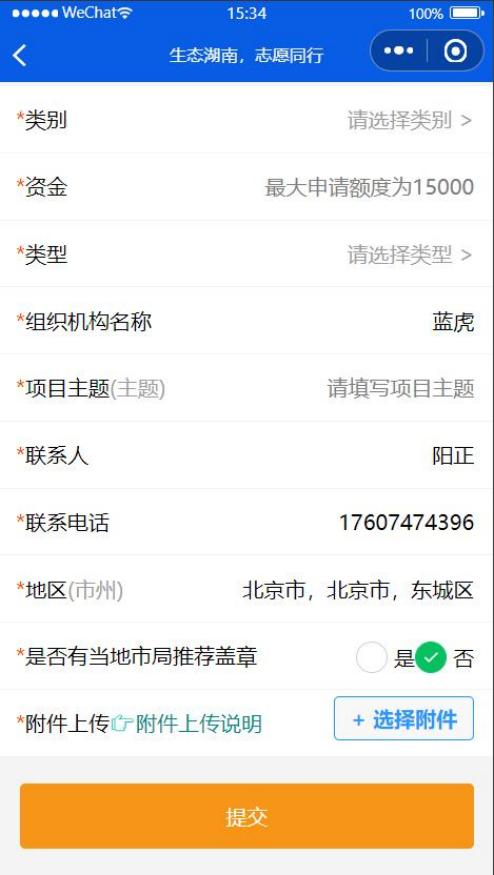 WeChat 15:34 100%
生态湖南，志愿同行
*类别 请选择类别 >
*资金 最大申请额度为15000
*类型 请选择类型 >
*组织机构名称 蓝虎
*项目主题(主题) 请填写项目主题
*联系人 阳正
*联系电话 17607474396
*地区(市州) 北京市，北京市，东城区
*是否有当地市局推荐盖章 是 否
*附件上传👉附件上传说明 + 选择附件
提交